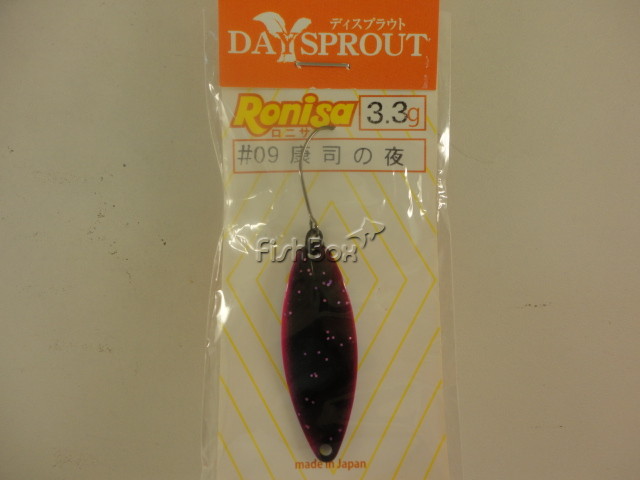 ディスプラウト
DAYSPROUT
Ronisa 3.3g
ロニサ
#09 康司の夜
FishBox
made in Japan